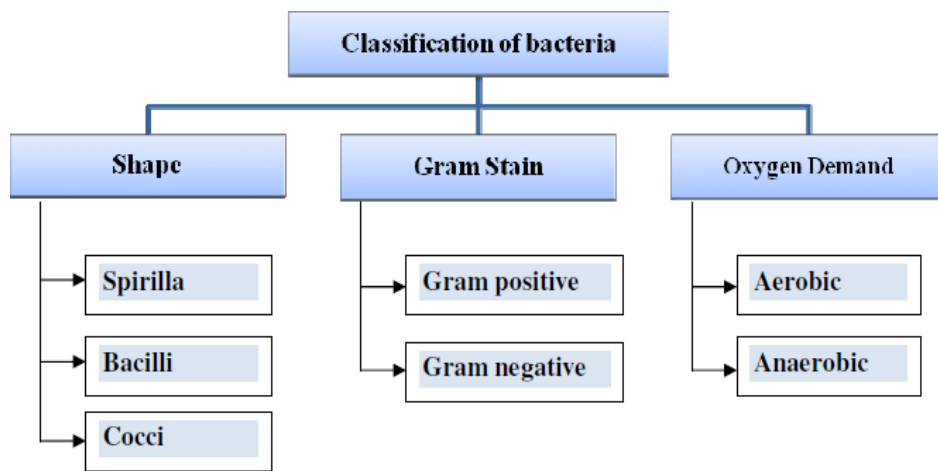 Classification of bacteria
Shape
Gram Stain
Oxygen Demand
Spirilla
Gram positive
Aerobic
Bacilli
Gram negative
Anaerobic
Cocci